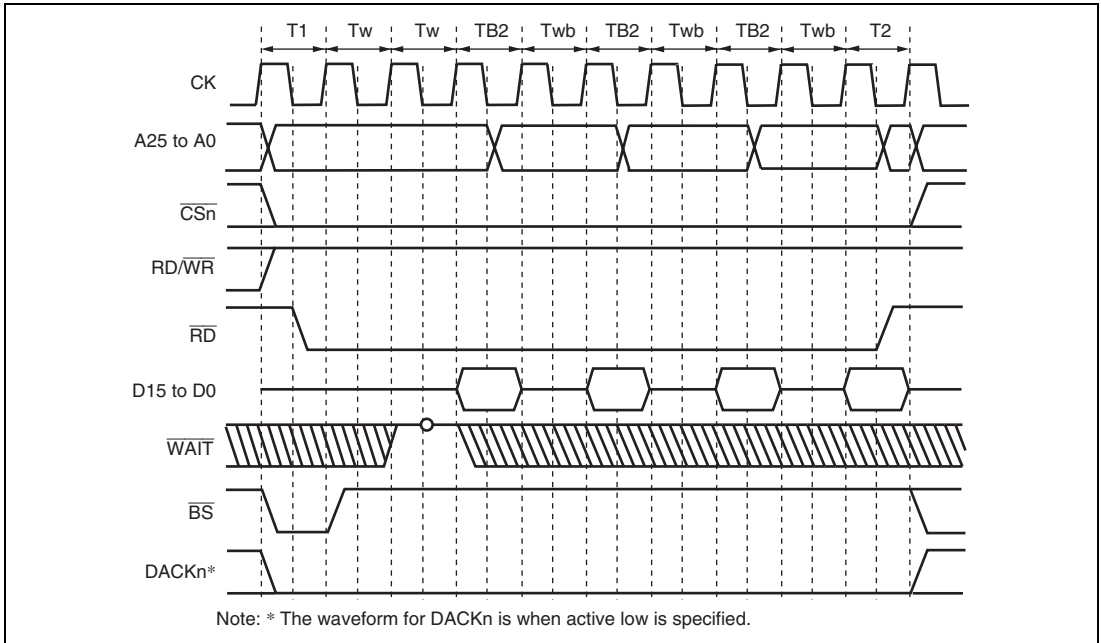 T1 Tw Tw TB2 Twb TB2 Twb TB2 Twb T2
CK
A25 to A0
CSn
RD/WR
RD
D15 to D0
WAIT
BS
DACKn*
Note: * The waveform for DACKn is when active low is specified.